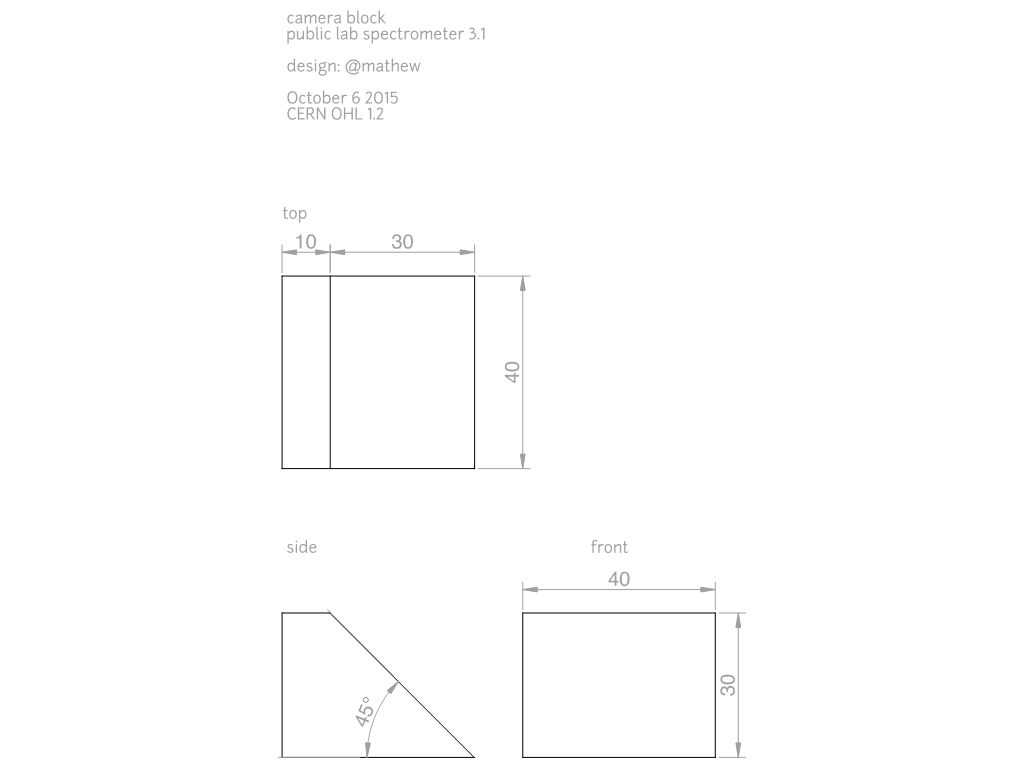 camera block
public lab spectrometer 3.1
design: @mathew
October 6 2015
CERN OHL 1.2
top
10
30
40
side
front
40
45°
30